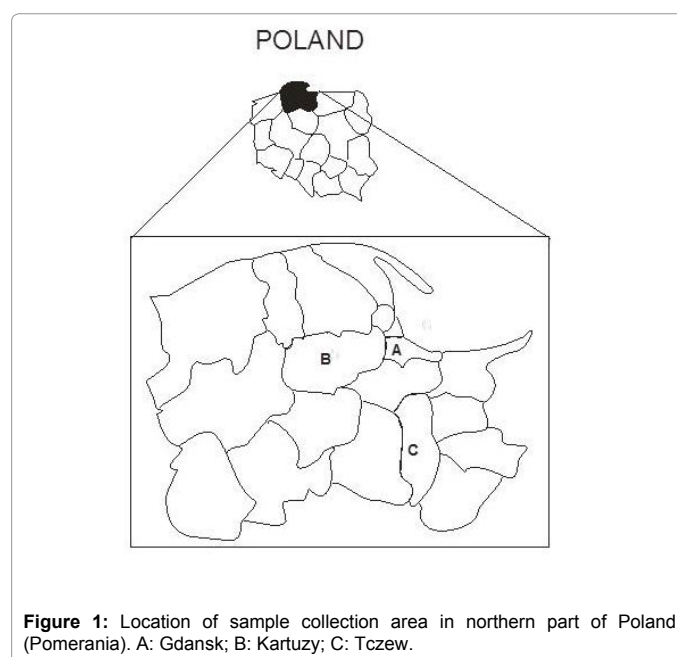 POLAND
B
A
C
Figure 1: Location of sample collection area in northern part of Poland
(Pomerania). A: Gdansk; B: Kartuzy; C: Tczew.